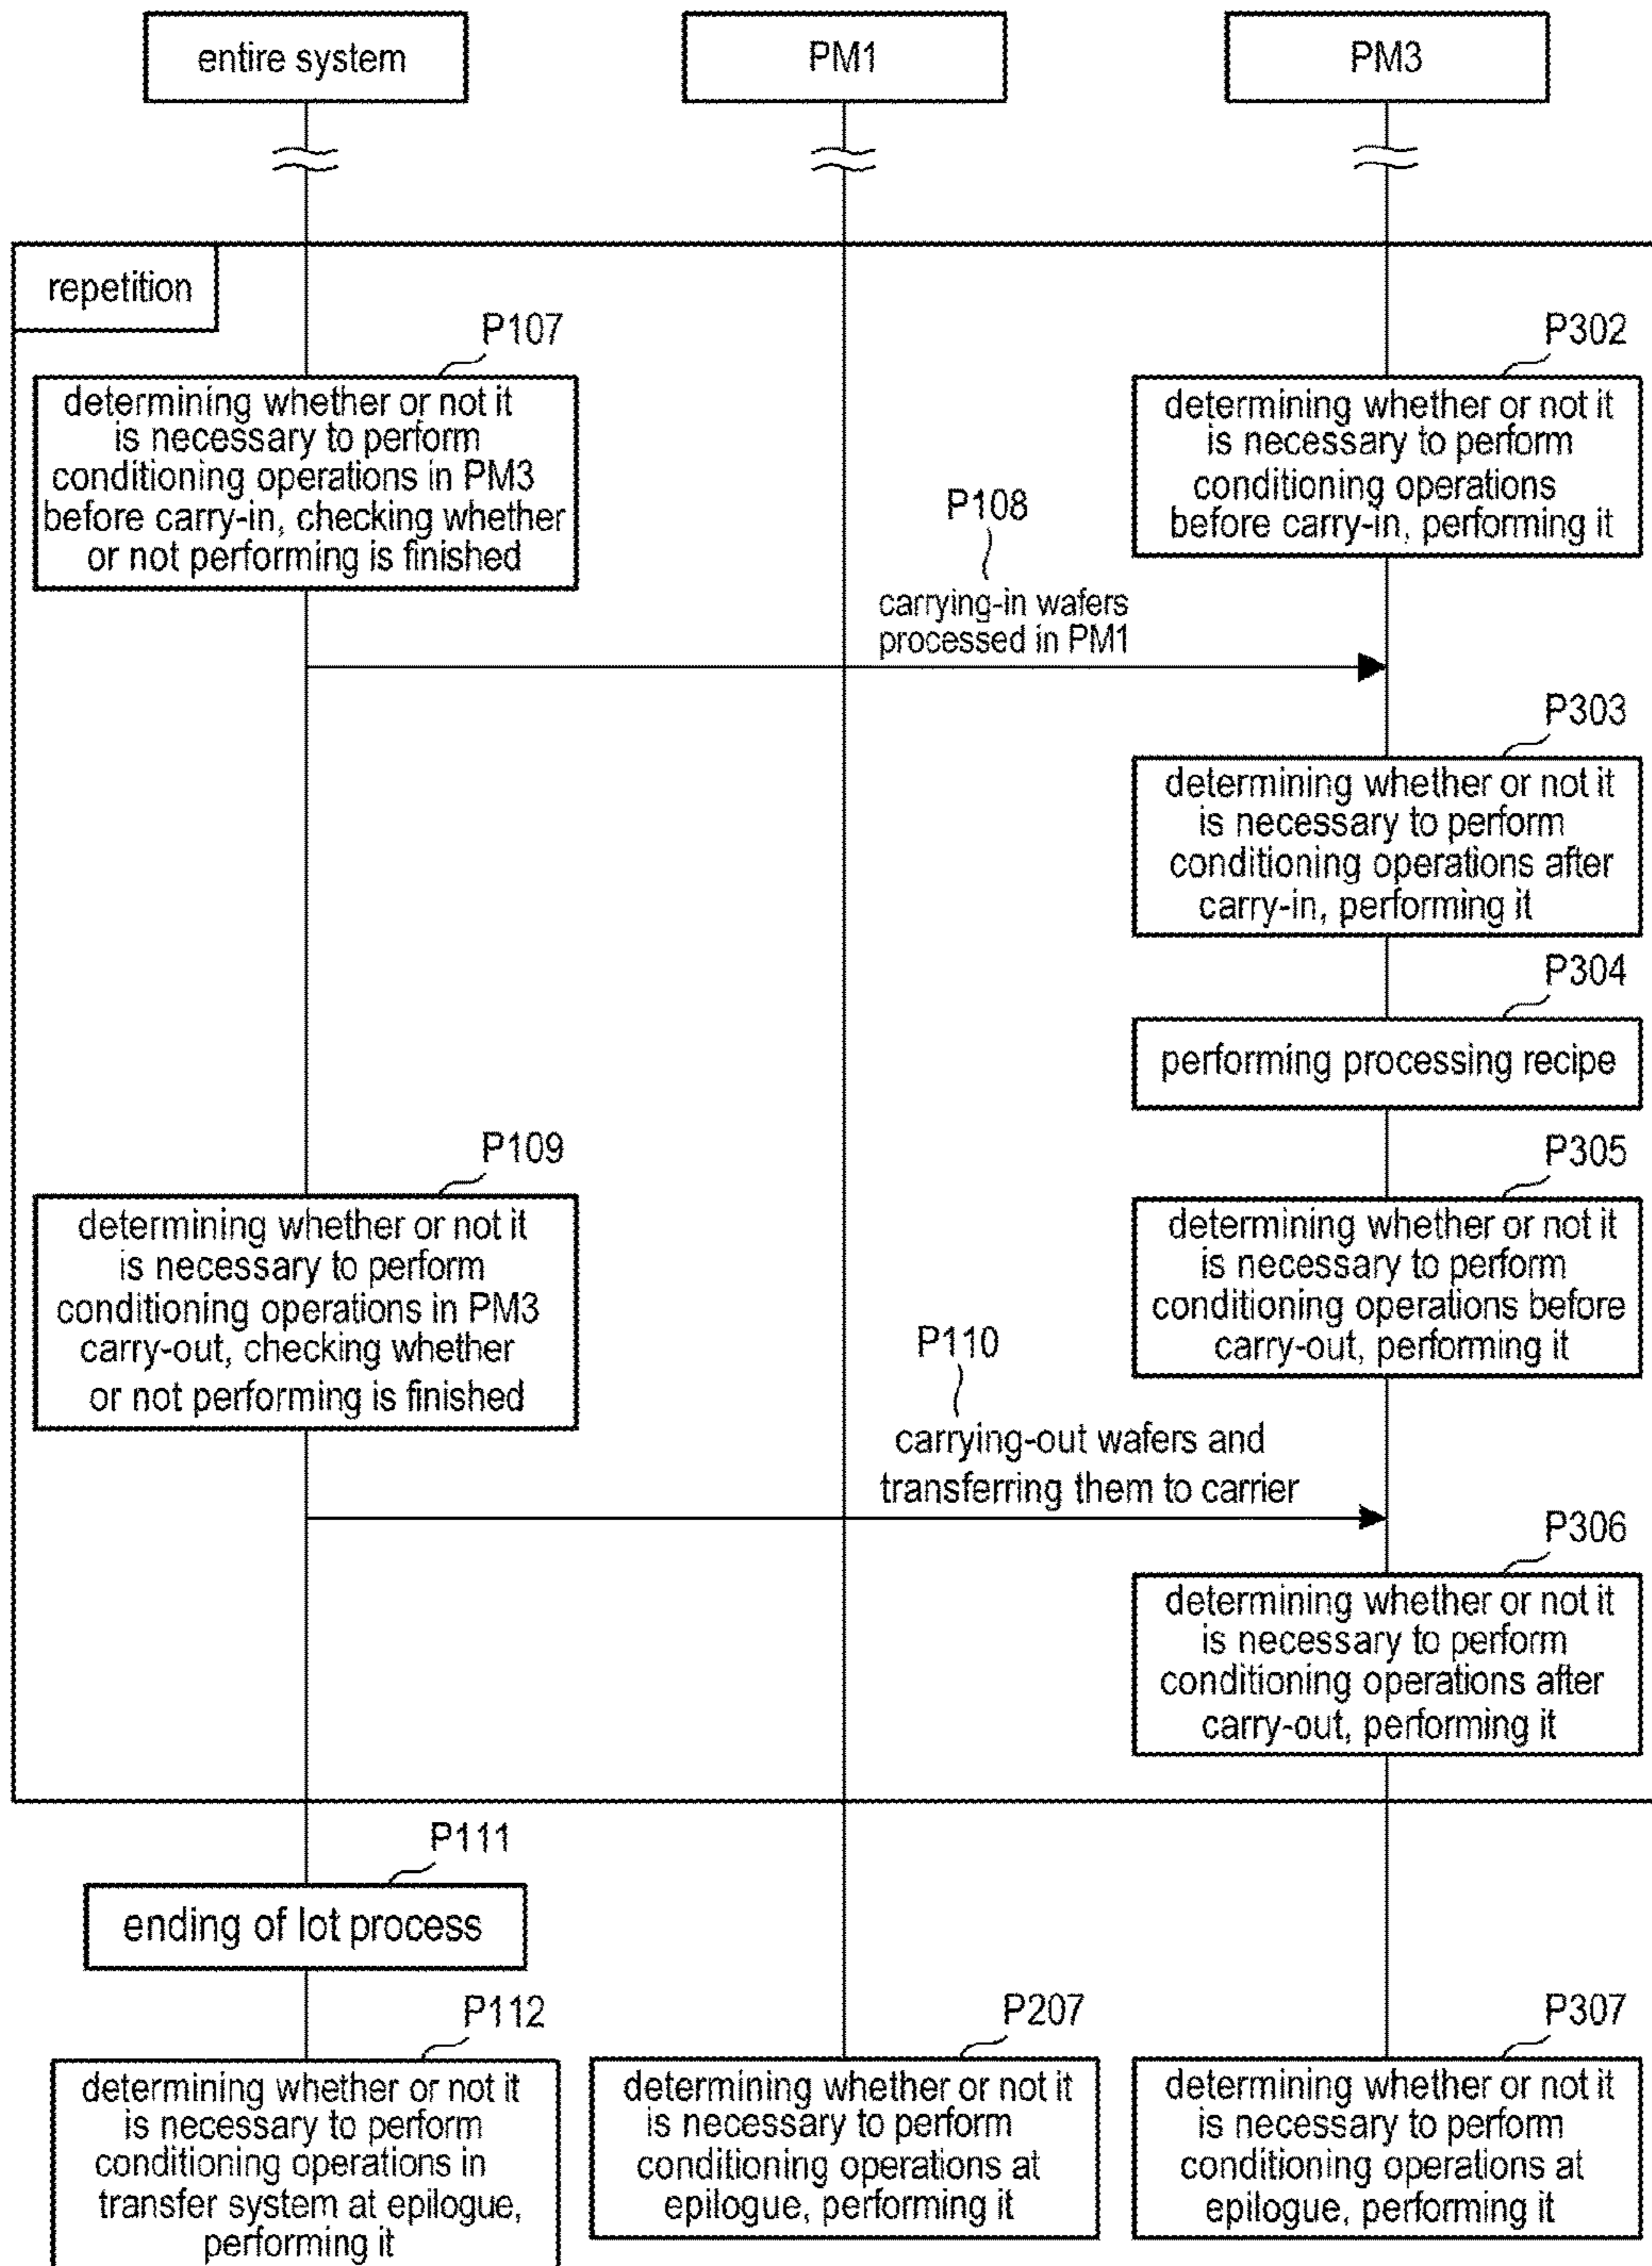 entire system
PM1
PM3
repetition
P107
determining whether or not it
is necessary to perform
conditioning operations in PM3
before carry-in, checking whether
or not performing is finished
P302
determining whether or not it
is necessary to perform
conditioning operations
before carry-in, performing it
P108
carrying-in wafers
processed in PM1
P303
determining whether or not it
is necessary to perform
conditioning operations after
carry-in, performing it
P304
performing processing recipe
P109
determining whether or not it
is necessary to perform
conditioning operations in PM3
carry-out, checking whether
or not performing is finished
P305
determining whether or not it
is necessary to perform
conditioning operations before
carry-out, performing it
P110
carrying-out wafers and
transferring them to carrier
P306
determining whether or not it
is necessary to perform
conditioning operations after
carry-out, performing it
P111
ending of lot process
P112
determining whether or not it
is necessary to perform
conditioning operations in
transfer system at epilogue,
performing it
P207
determining whether or not it
is necessary to perform
conditioning operations at
epilogue, performing it
P307
determining whether or not it
is necessary to perform
conditioning operations at
epilogue, performing it